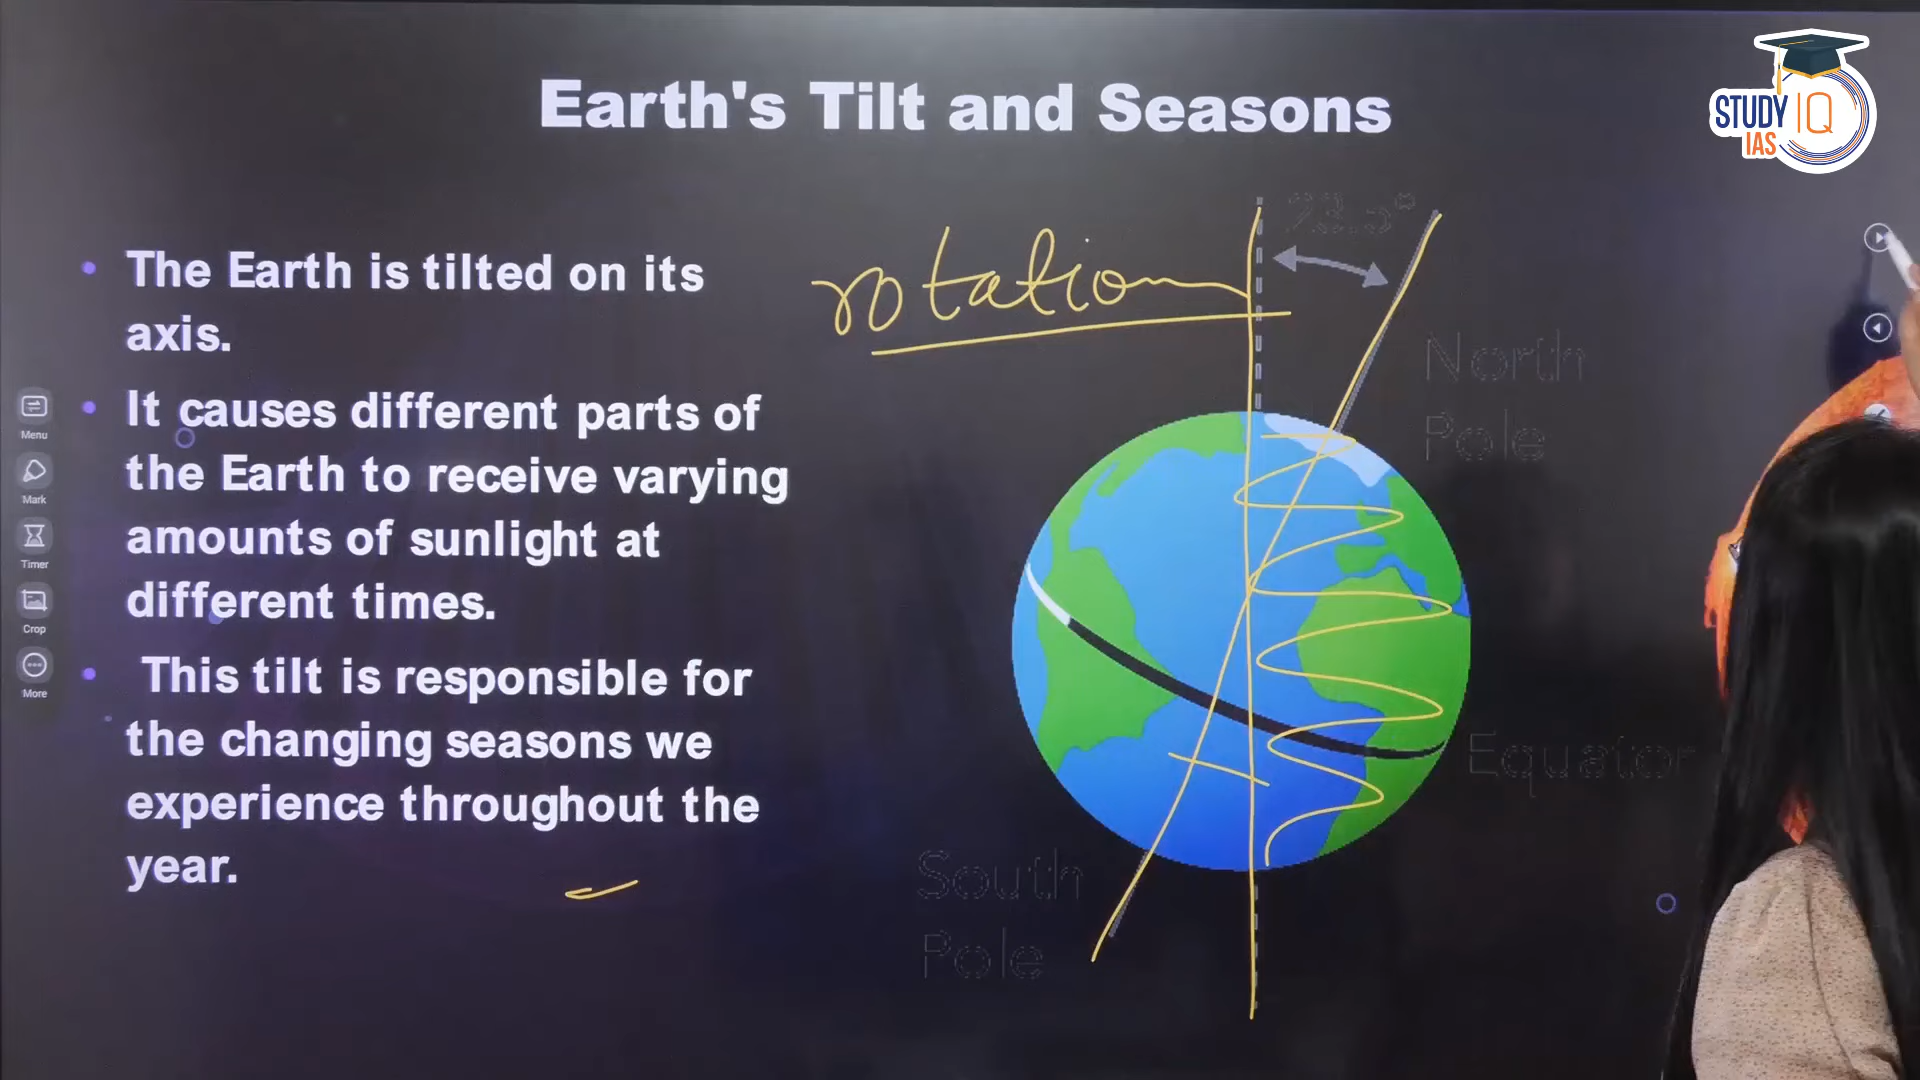 Earth's Tilt and Seasons
STUDY IQ
IAS
23.5°
rotation
• The Earth is tilted on its
axis.
North
Pole
• It causes different parts of
the Earth to receive varying
amounts of sunlight at
different times.
• This tilt is responsible for
the changing seasons we
experience throughout the
year.
Equator
South
Pole
Menu
Mark
Timer
Crop
More